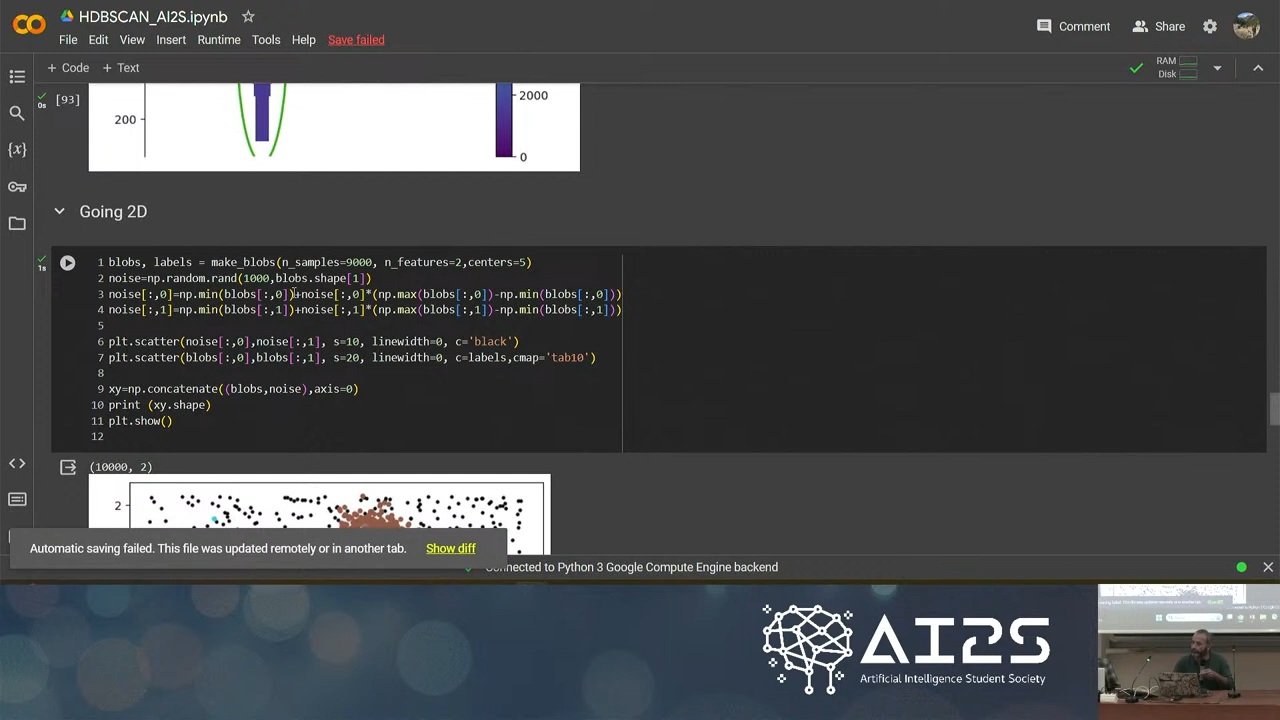 HDBSCAN_AI2S.ipynb
File Edit View Insert Runtime Tools Help Save failed
Comment Share
+ Code + Text
RAM
Disk
0s
[93]
200
2000
0
Going 2D
1s
1 blobs, labels = make_blobs(n_samples=9000, n_features=2,centers=5)
2 noise=np.random.rand(1000,blobs.shape[1])
3 noise[:,0]=np.min(blobs[:,0])+noise[:,0]*(np.max(blobs[:,0])-np.min(blobs[:,0]))
4 noise[:,1]=np.min(blobs[:,1])+noise[:,1]*(np.max(blobs[:,1])-np.min(blobs[:,1]))
5
6 plt.scatter(noise[:,0],noise[:,1], s=10, linewidth=0, c='black')
7 plt.scatter(blobs[:,0],blobs[:,1], s=20, linewidth=0, c=labels,cmap='tab10')
8
9 xy=np.concatenate((blobs,noise),axis=0)
10 print (xy.shape)
11 plt.show()
12
(10000, 2)
2
Automatic saving failed. This file was updated remotely or in another tab. Show diff
Connected to Python 3 Google Compute Engine backend
AI2S
Artificial Intelligence Student Society